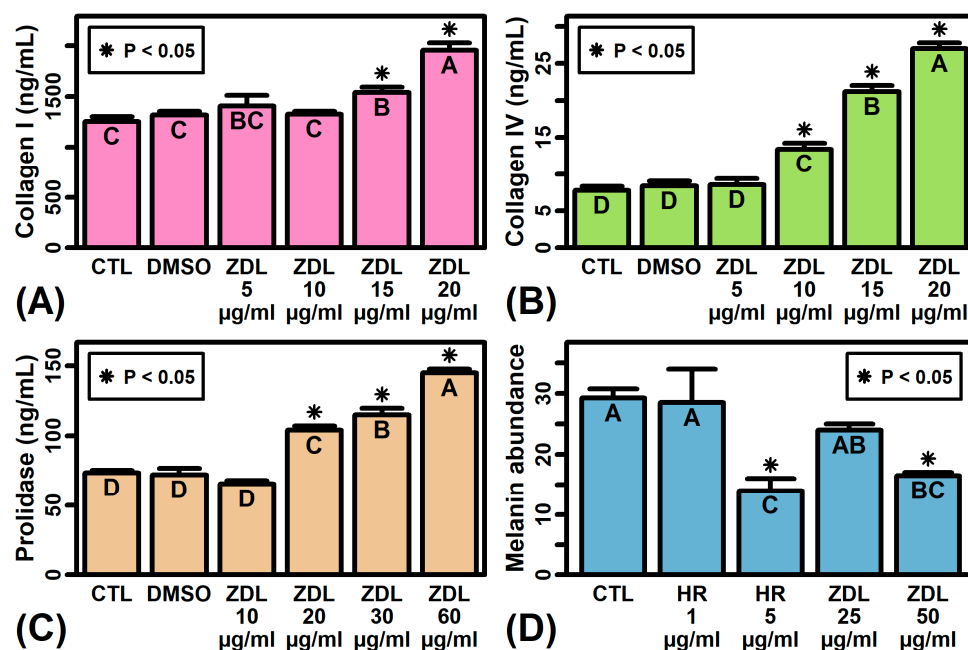 Collagen I (ng/mL)
0
500
1500
✳ P < 0.05
C
C
BC
C
✳
B
✳
A
CTL DMSO ZDL ZDL ZDL ZDL
5 10 15 20
µg/ml µg/ml µg/ml µg/ml
(A)
Collagen IV (ng/mL)
0
5
15
25
✳ P < 0.05
D
D
D
✳
C
✳
B
✳
A
CTL DMSO ZDL ZDL ZDL ZDL
5 10 15 20
µg/ml µg/ml µg/ml µg/ml
(B)
Prolidase (ng/mL)
0
50
100
150
✳ P < 0.05
D
D
D
✳
C
✳
B
✳
A
CTL DMSO ZDL ZDL ZDL ZDL
10 20 30 60
µg/ml µg/ml µg/ml µg/ml
(C)
Melanin abundance
0
10
20
30
✳ P < 0.05
A
A
✳
C
AB
✳
BC
CTL HR HR ZDL ZDL
1 5 25 50
µg/ml µg/ml µg/ml µg/ml
(D)